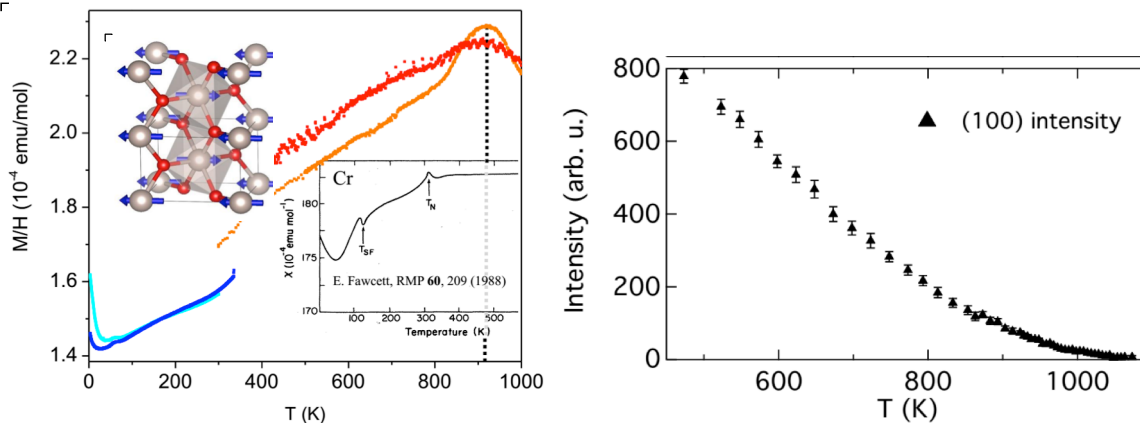 M/H (10⁻⁴ emu/mol)
2.2
2.0
1.8
1.6
1.4
0
200
400
600
800
1000
T (K)
Cr
χ (10⁻⁴ emu mol⁻¹)
180
175
170
T_SF
T_N
E. Fawcett, RMP 60, 209 (1988)
100
200
300
400
500
Temperature (K)
Intensity (arb. u.)
800
600
400
200
0
(100) intensity
600
800
1000
T (K)